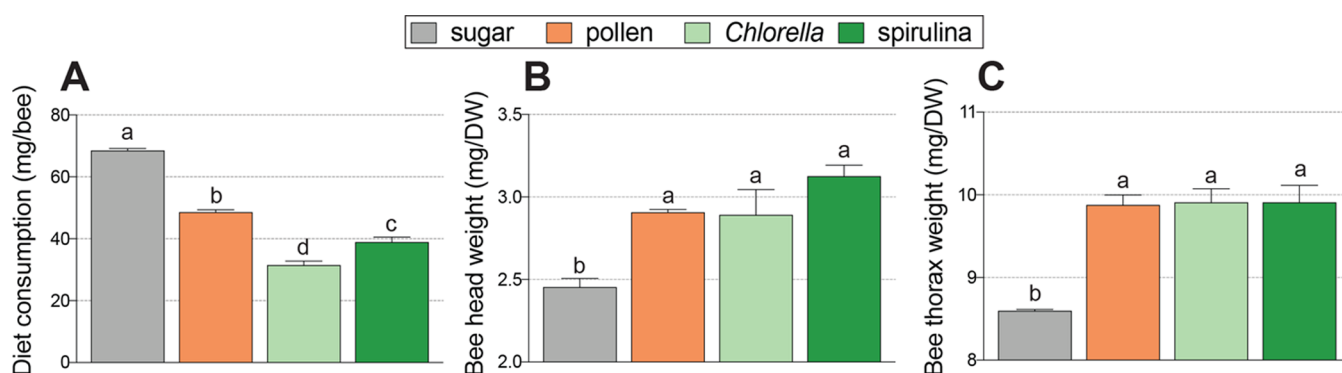 sugar pollen Chlorella spirulina
A
Diet consumption (mg/bee)
80
60
40
20
0
a
b
d
c
B
Bee head weight (mg/DW)
3.5
3.0
2.5
2.0
b
a
a
a
C
Bee thorax weight (mg/DW)
11
10
9
8
b
a
a
a